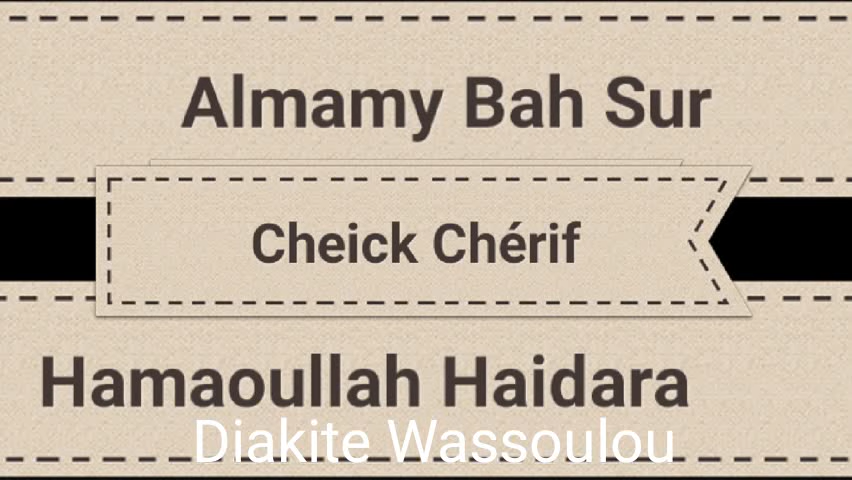 Almamy Bah Sur
Cheick Chérif
Hamaoullah Haidara
Diakite Wassoulou